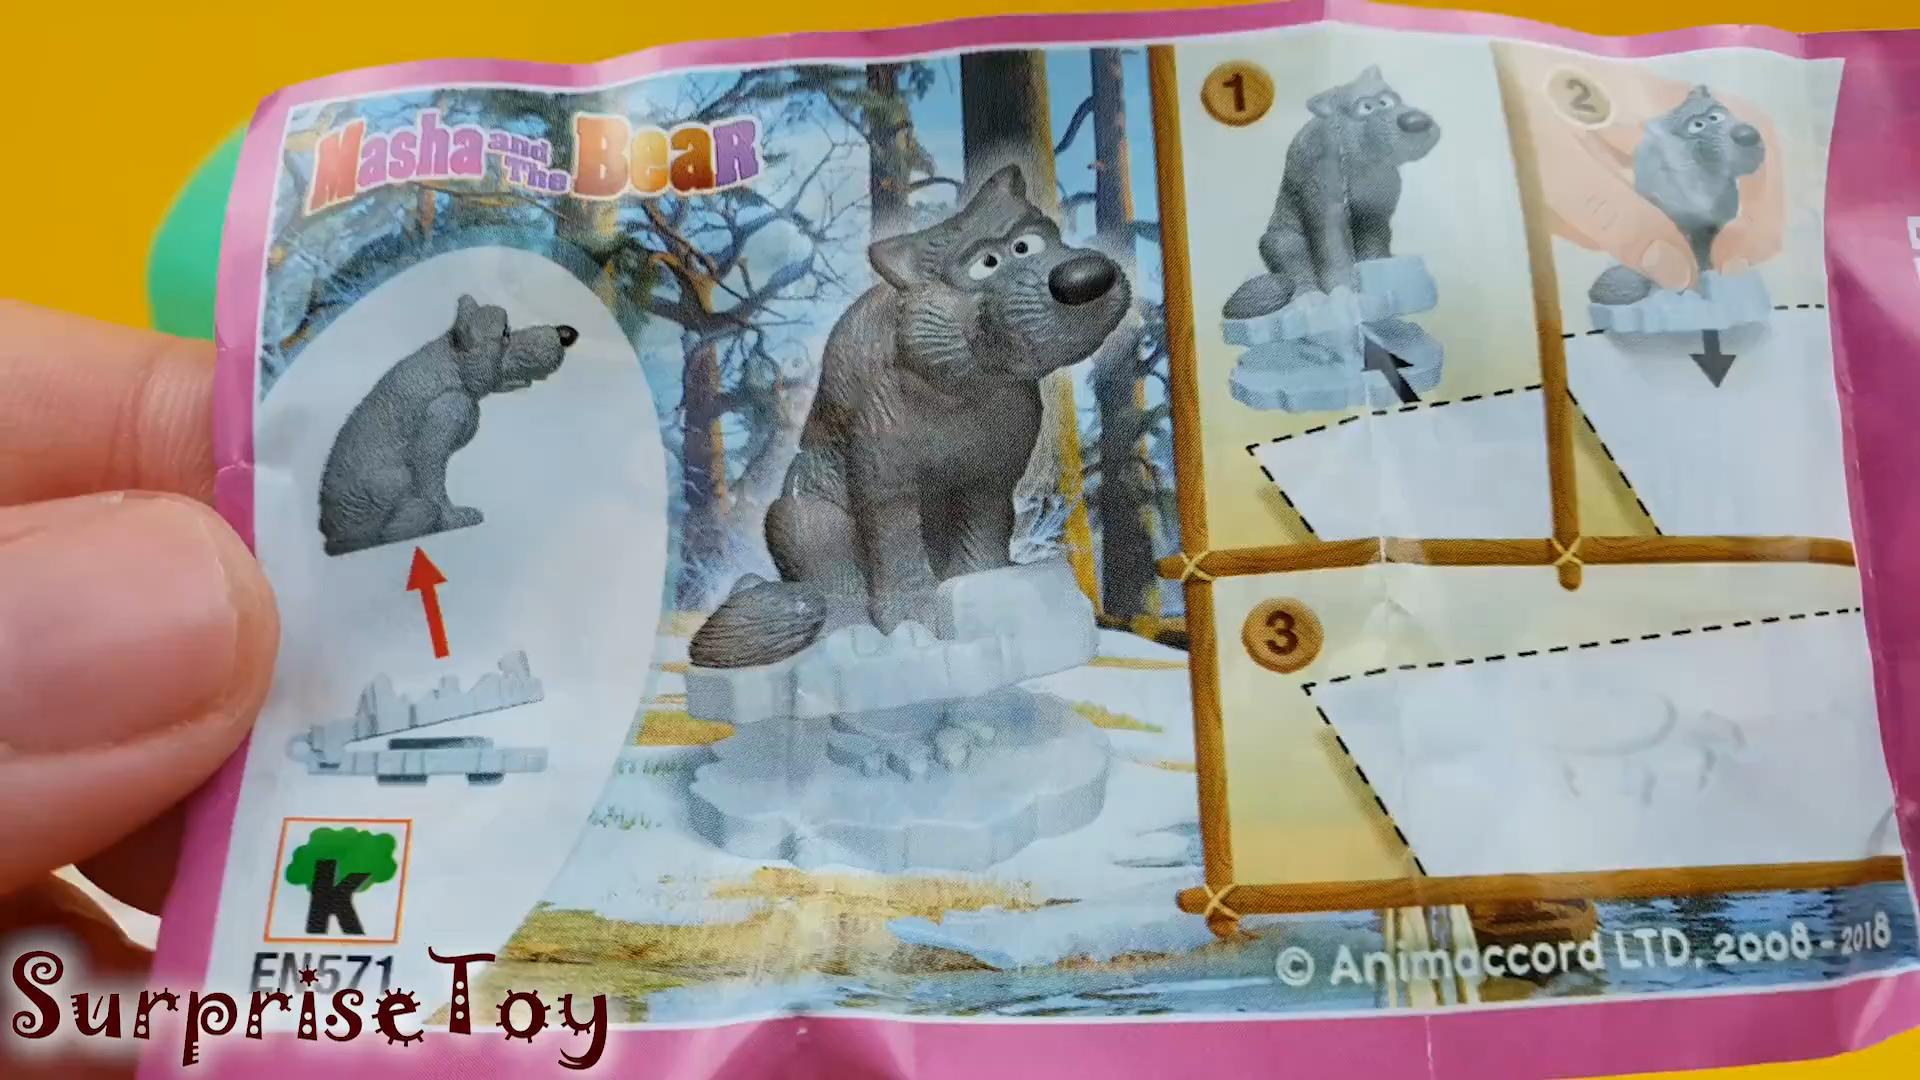 Masha and The Bear
1
2
3
K
EN571
© Animaccord LTD, 2008 - 2018
SurpriseToy